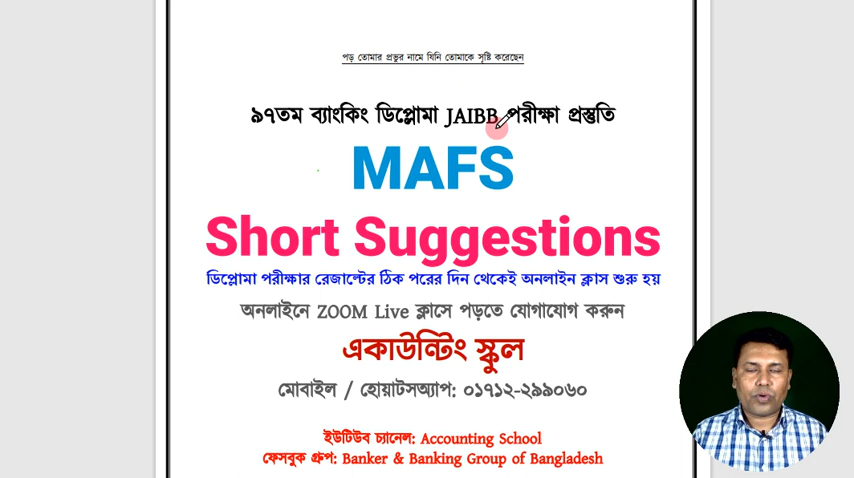 পড় তোমার প্রভুর নামে যিনি তোমাকে সৃষ্টি করেছেন
৯৭তম ব্যাংকিং ডিপ্লোমা JAIBB পরীক্ষা প্রস্তুতি
MAFS
Short Suggestions
ডিপ্লোমা পরীক্ষার রেজাল্টের ঠিক পরের দিন থেকেই অনলাইন ক্লাস শুরু হয়
অনলাইনে ZOOM Live ক্লাসে পড়তে যোগাযোগ করুন
একাউন্টিং স্কুল
মোবাইল / হোয়াটসঅ্যাপ: ০১৭১২-২৯৯০৬০
ইউটিউব চ্যানেল: Accounting School
ফেসবুক গ্রুপ: Banker & Banking Group of Bangladesh